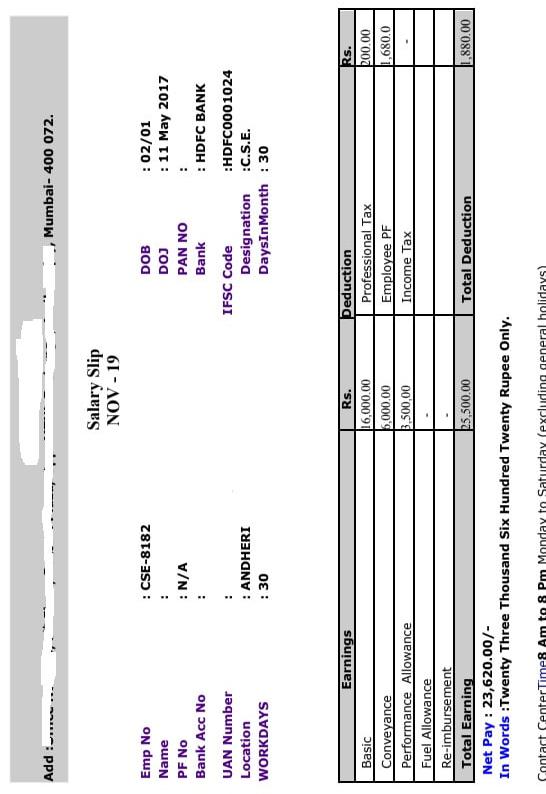 Add : , Mumbai- 400 072.
Salary Slip
NOV - 19
Emp No : CSE-8182 DOB : 02/01
Name : DOJ : 11 May 2017
PF No : N/A PAN NO :
Bank Acc No : Bank : HDFC BANK
UAN Number : IFSC Code :HDFC0001024
Location : ANDHERI Designation :C.S.E.
WORKDAYS : 30 DaysInMonth : 30
Earnings Rs. Deduction Rs.
Basic 16,000.00 Professional Tax 200.00
Conveyance 6,000.00 Employee PF 1,680.0
Performance Allowance 3,500,00 Income Tax -
Fuel Allowance -
Re-imbursement -
Total Earning 25,500.00 Total Deduction 1,880.00
Net Pay : 23,620.00/-
In Words :Twenty Three Thousand Six Hundred Twenty Rupee Only.
Contact CenterTime8 Am to 8 Pm Monday to Saturday (excluding general holidays)